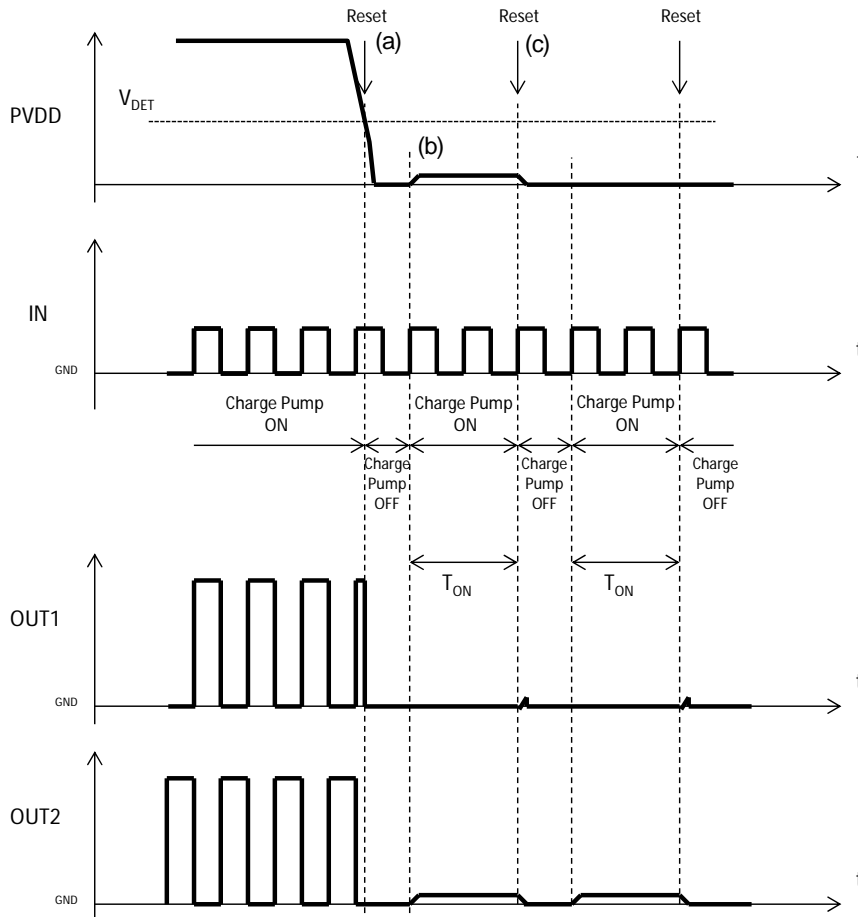 Reset Reset Reset
(a) (c)
V_DET
PVDD
(b)
t
IN
GND
t
Charge Pump ON
Charge Pump ON
Charge Pump ON
Charge Pump OFF
Charge Pump OFF
Charge Pump OFF
T_ON T_ON
OUT1
GND
t
OUT2
GND
t